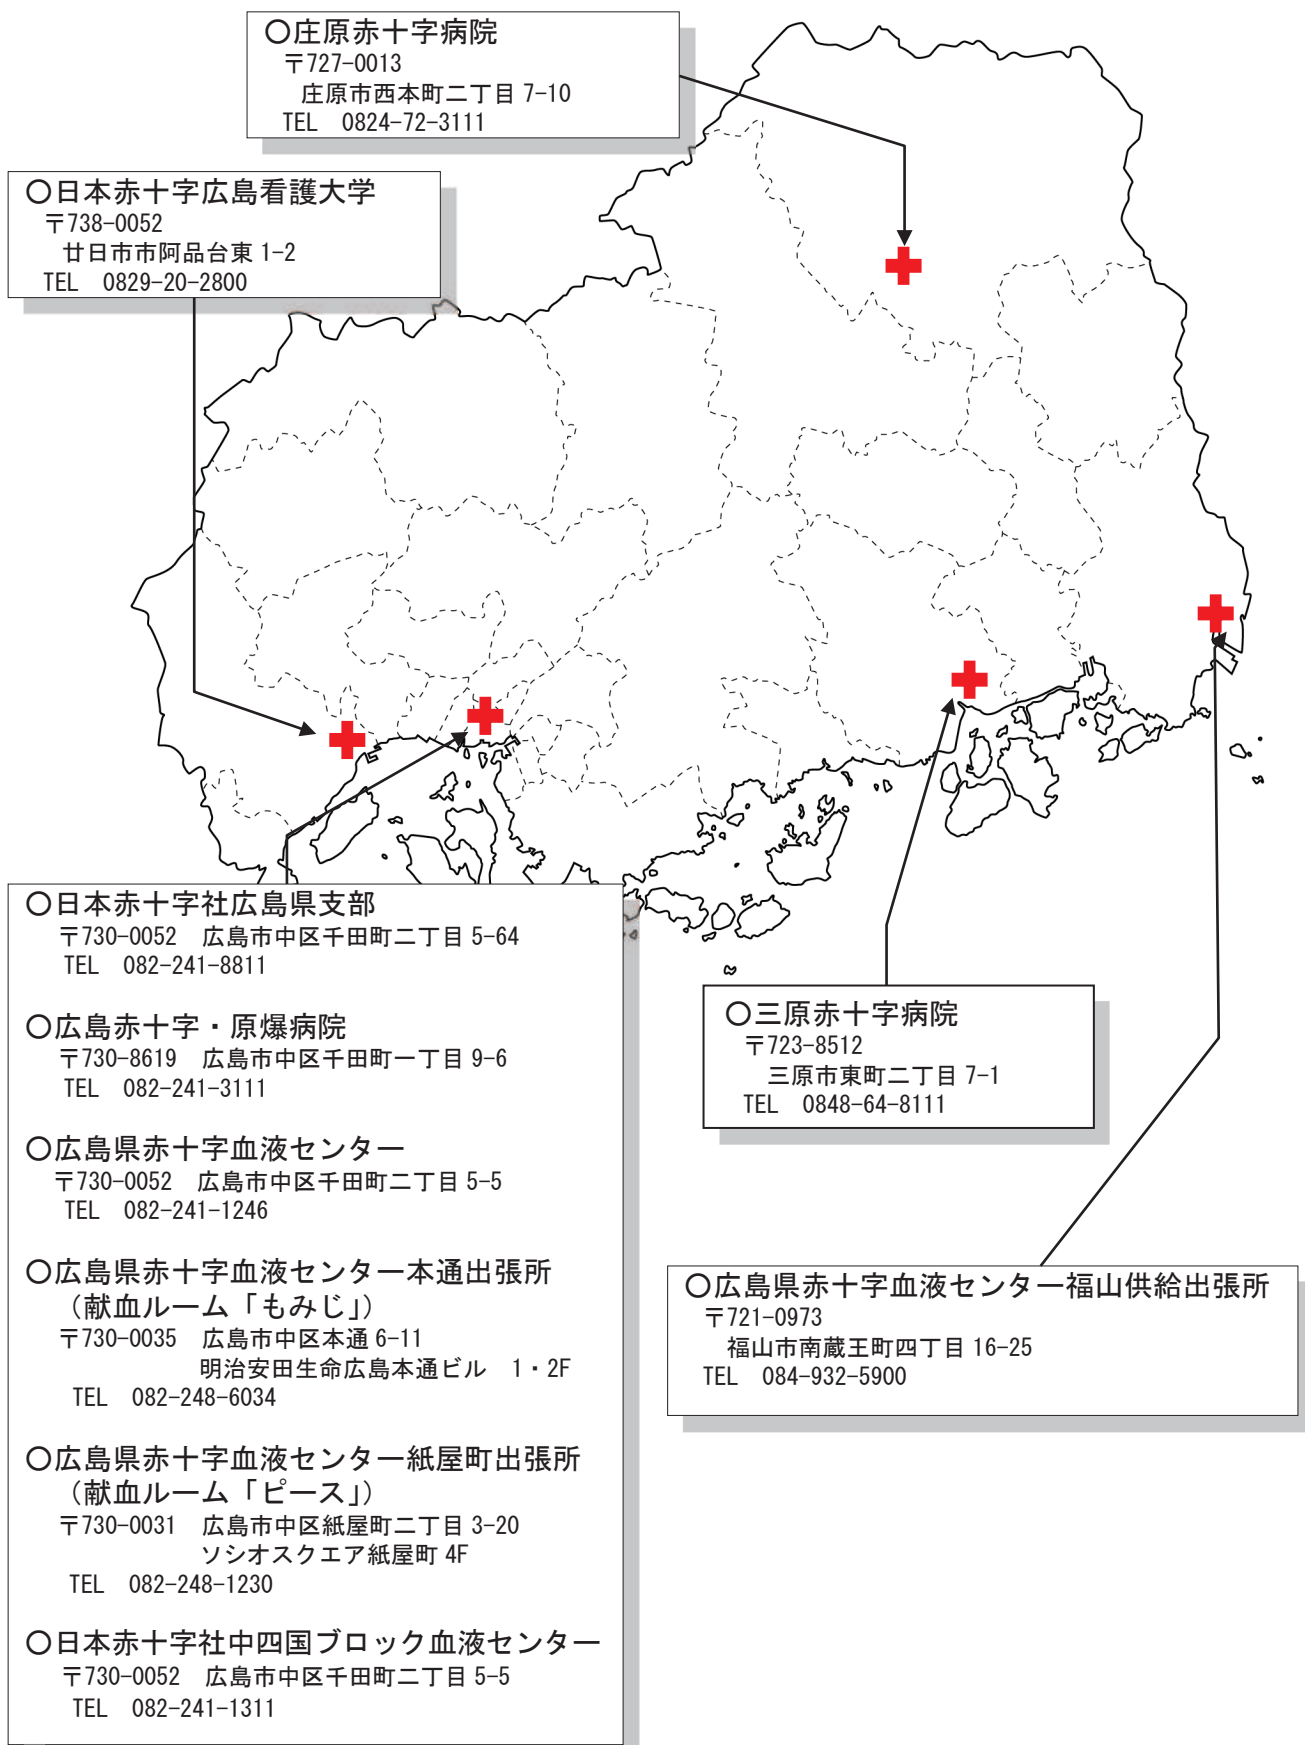 ○庄原赤十字病院
〒727-0013
庄原市西本町二丁目 7-10
TEL 0824-72-3111
○日本赤十字広島看護大学
〒738-0052
廿日市市阿品台東 1-2
TEL 0829-20-2800
○日本赤十字社広島県支部
〒730-0052 広島市中区千田町二丁目 5-64
TEL 082-241-8811
○広島赤十字・原爆病院
〒730-8619 広島市中区千田町一丁目 9-6
TEL 082-241-3111
○広島県赤十字血液センター
〒730-0052 広島市中区千田町二丁目 5-5
TEL 082-241-1246
○広島県赤十字血液センター本通出張所
（献血ルーム「もみじ」）
〒730-0035 広島市中区本通 6-11
明治安田生命広島本通ビル 1・2F
TEL 082-248-6034
○広島県赤十字血液センター紙屋町出張所
（献血ルーム「ピース」）
〒730-0031 広島市中区紙屋町二丁目 3-20
ソシオスクエア紙屋町 4F
TEL 082-248-1230
○日本赤十字社中四国ブロック血液センター
〒730-0052 広島市中区千田町二丁目 5-5
TEL 082-241-1311
○三原赤十字病院
〒723-8512
三原市東町二丁目 7-1
TEL 0848-64-8111
○広島県赤十字血液センター福山供給出張所
〒721-0973
福山市南蔵王町四丁目 16-25
TEL 084-932-5900